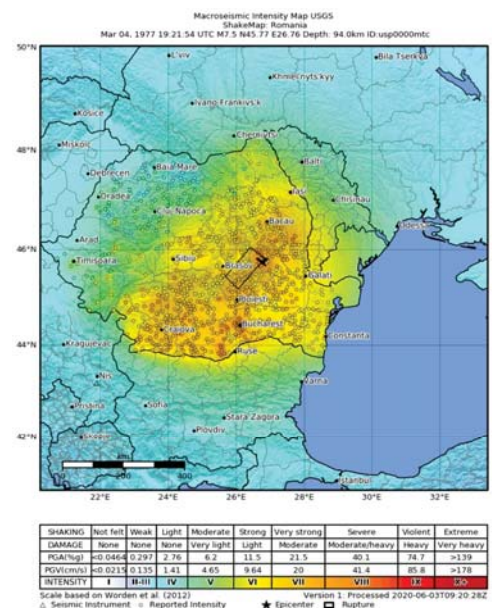 Macroseismic Intensity Map USGS
ShakeMap: Romania
Mar 04, 1977 19:21:54 UTC M7.5 N45.77 E26.76 Depth: 94.0km ID:usp0000mtc
50°N
L'viv
Bila Tserkva
Khmel'nyts'kyy
Ivano-Frankivs'k
Košice
Chernivtsi
Miskolc
48°N
Balti
Debrecen
Baia Mare
Oradea
Iasi
Chisinau
Cluj-Napoca
Bacau
Odessa
46°N
Arad
Timisoara
Sibiu
Brasov
Galati
Ploiesti
Craiova
Bucharest
Constanta
44°N
Kragujevac
Ruse
Nis
Varna
Pristina
Sofia
Stara Zagora
Plovdiv
42°N
Skopje
km
0 200 400
Istanbul
22°E 24°E 26°E 28°E 30°E 32°E
SHAKING Not felt Weak Light Moderate Strong Very strong Severe Violent Extreme
DAMAGE None None None Very light Light Moderate Moderate/heavy Heavy Very heavy
PGA(%g) <0.0464 0.297 2.76 6.2 11.5 21.5 40.1 74.7 >139
PGV(cm/s) <0.0215 0.135 1.41 4.65 9.64 20 41.4 85.8 >178
INTENSITY I II-III IV V VI VII VIII IX X+
Scale based on Worden et al. (2012)
Version 1: Processed 2020-06-03T09:20:28Z
△ Seismic Instrument ○ Reported Intensity ★ Epicenter □ Rupture